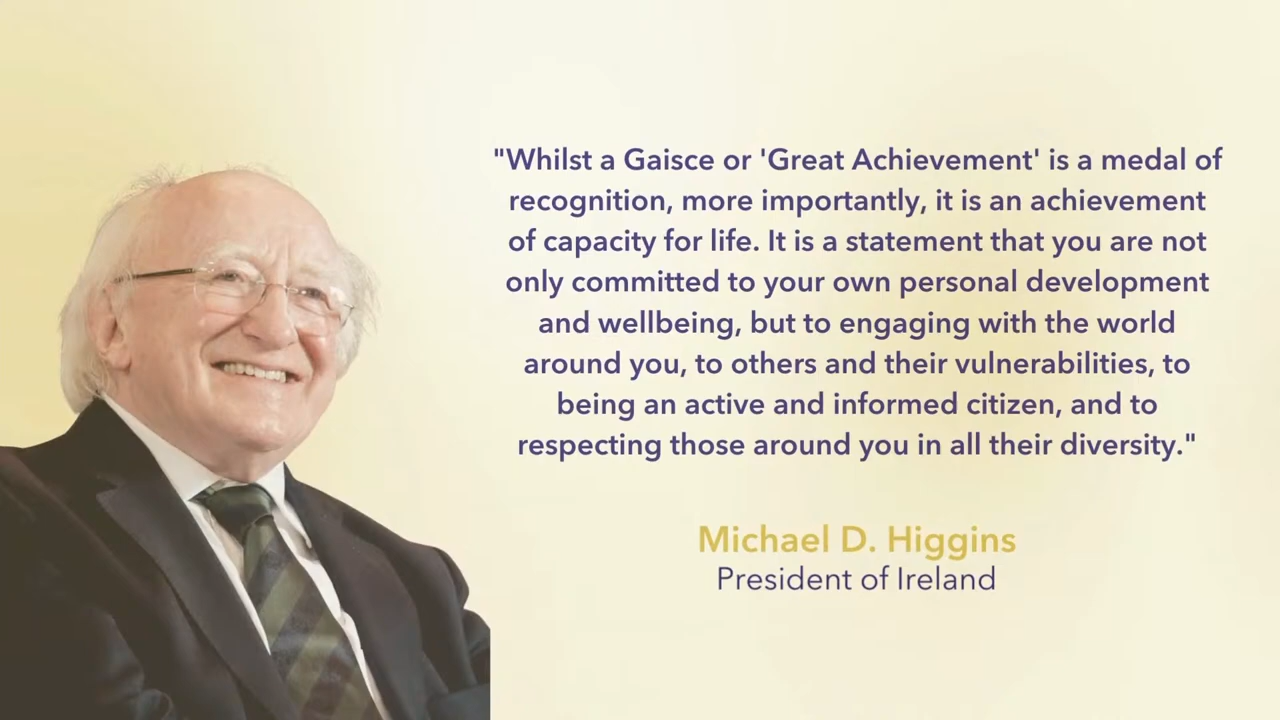 "Whilst a Gaisce or 'Great Achievement' is a medal of
recognition, more importantly, it is an achievement
of capacity for life. It is a statement that you are not
only committed to your own personal development
and wellbeing, but to engaging with the world
around you, to others and their vulnerabilities, to
being an active and informed citizen, and to
respecting those around you in all their diversity."
Michael D. Higgins
President of Ireland